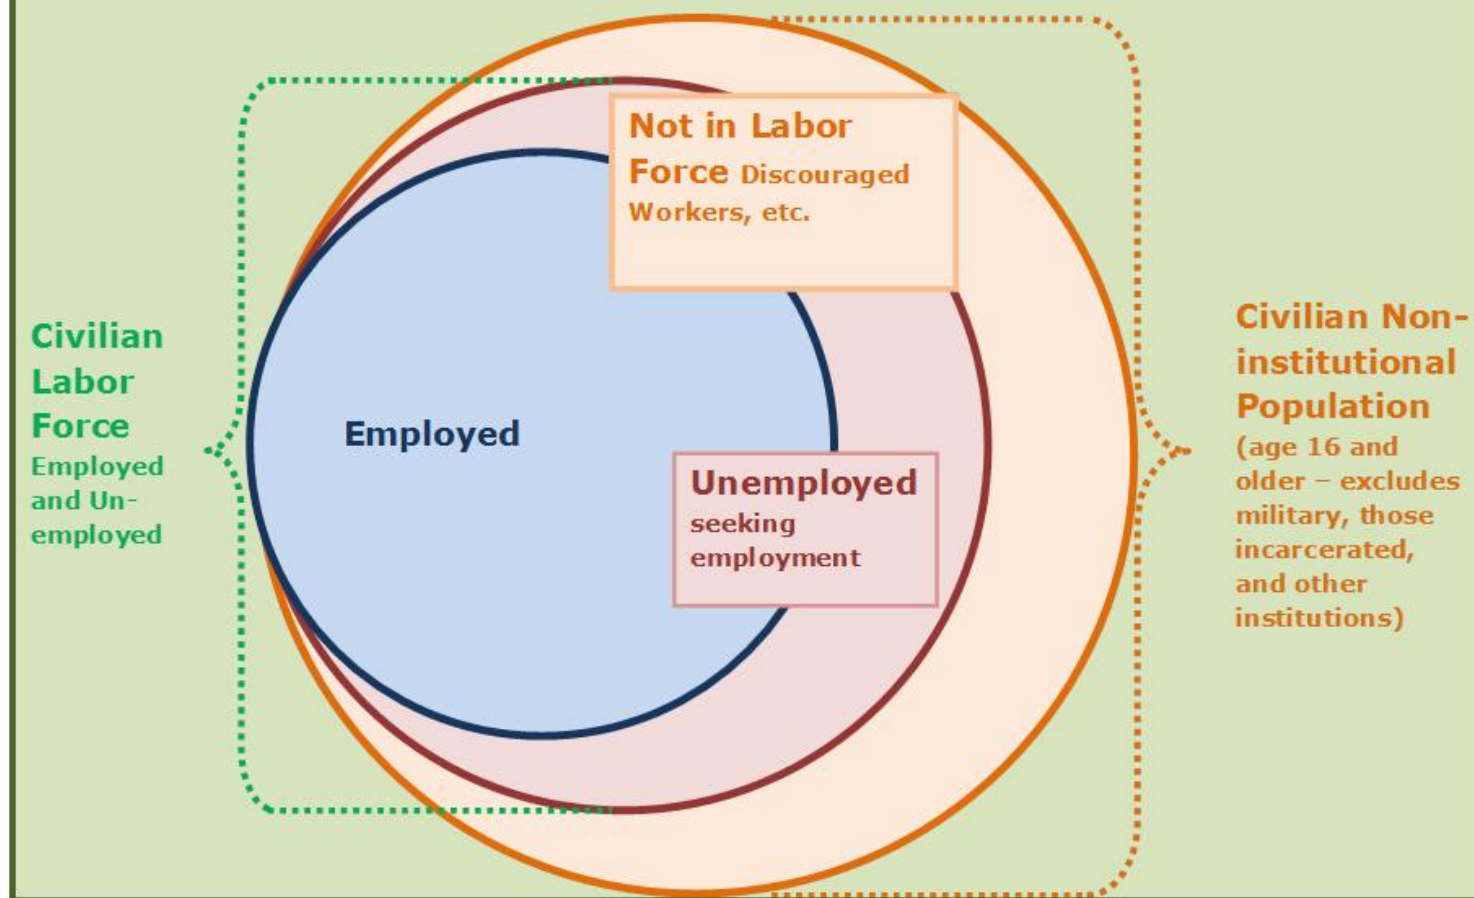 Not in Labor
Force Discouraged
Workers, etc.
Civilian
Labor
Force
Employed
and Un-
employed
Employed
Unemployed
seeking
employment
Civilian Non-
institutional
Population
(age 16 and
older – excludes
military, those
incarcerated,
and other
institutions)